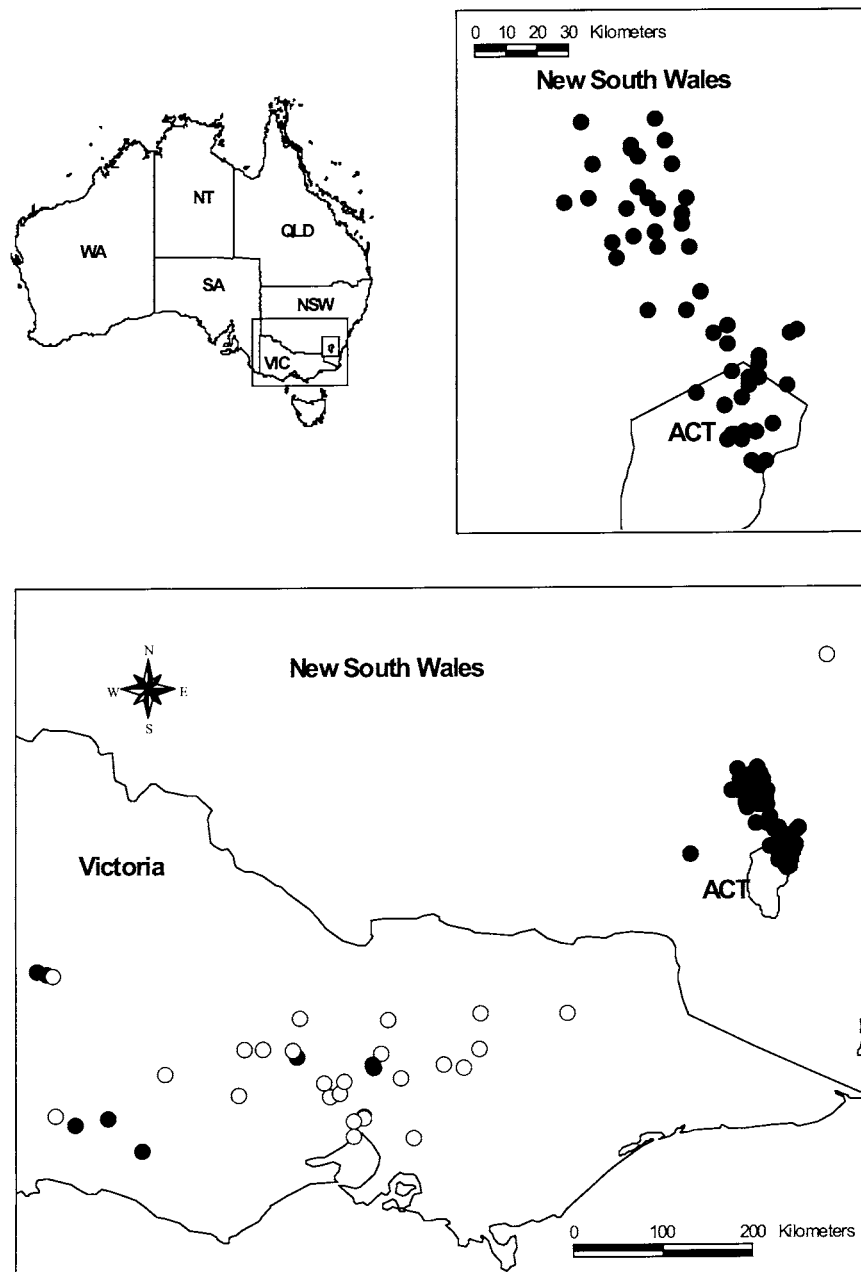 0 10 20 30 Kilometers
New South Wales
ACT
NT
QLD
WA
SA
NSW
VIC
N
W E
S
New South Wales
Victoria
ACT
0 100 200 Kilometers